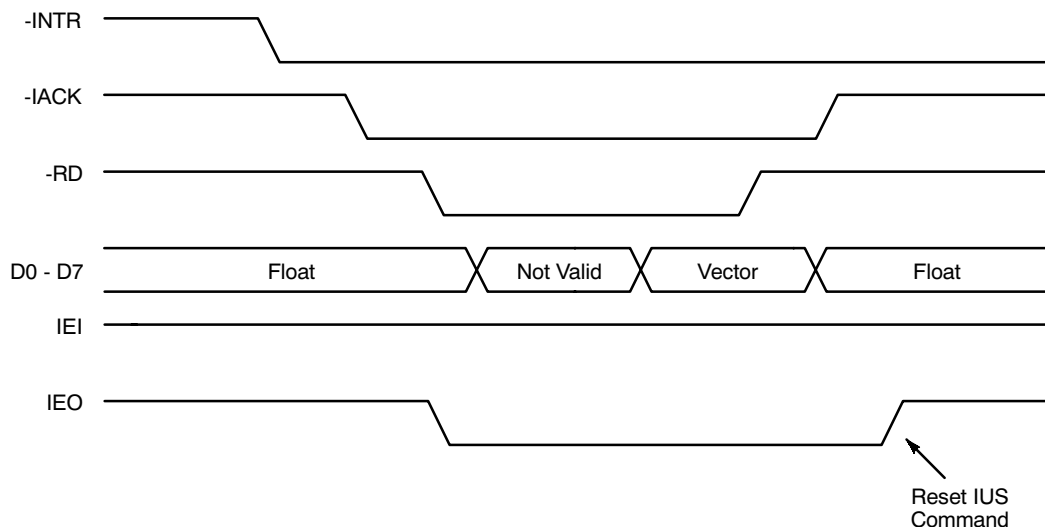 -INTR
-IACK
-RD
D0 - D7 Float Not Valid Vector Float
IEI
IEO
Reset IUS
Command